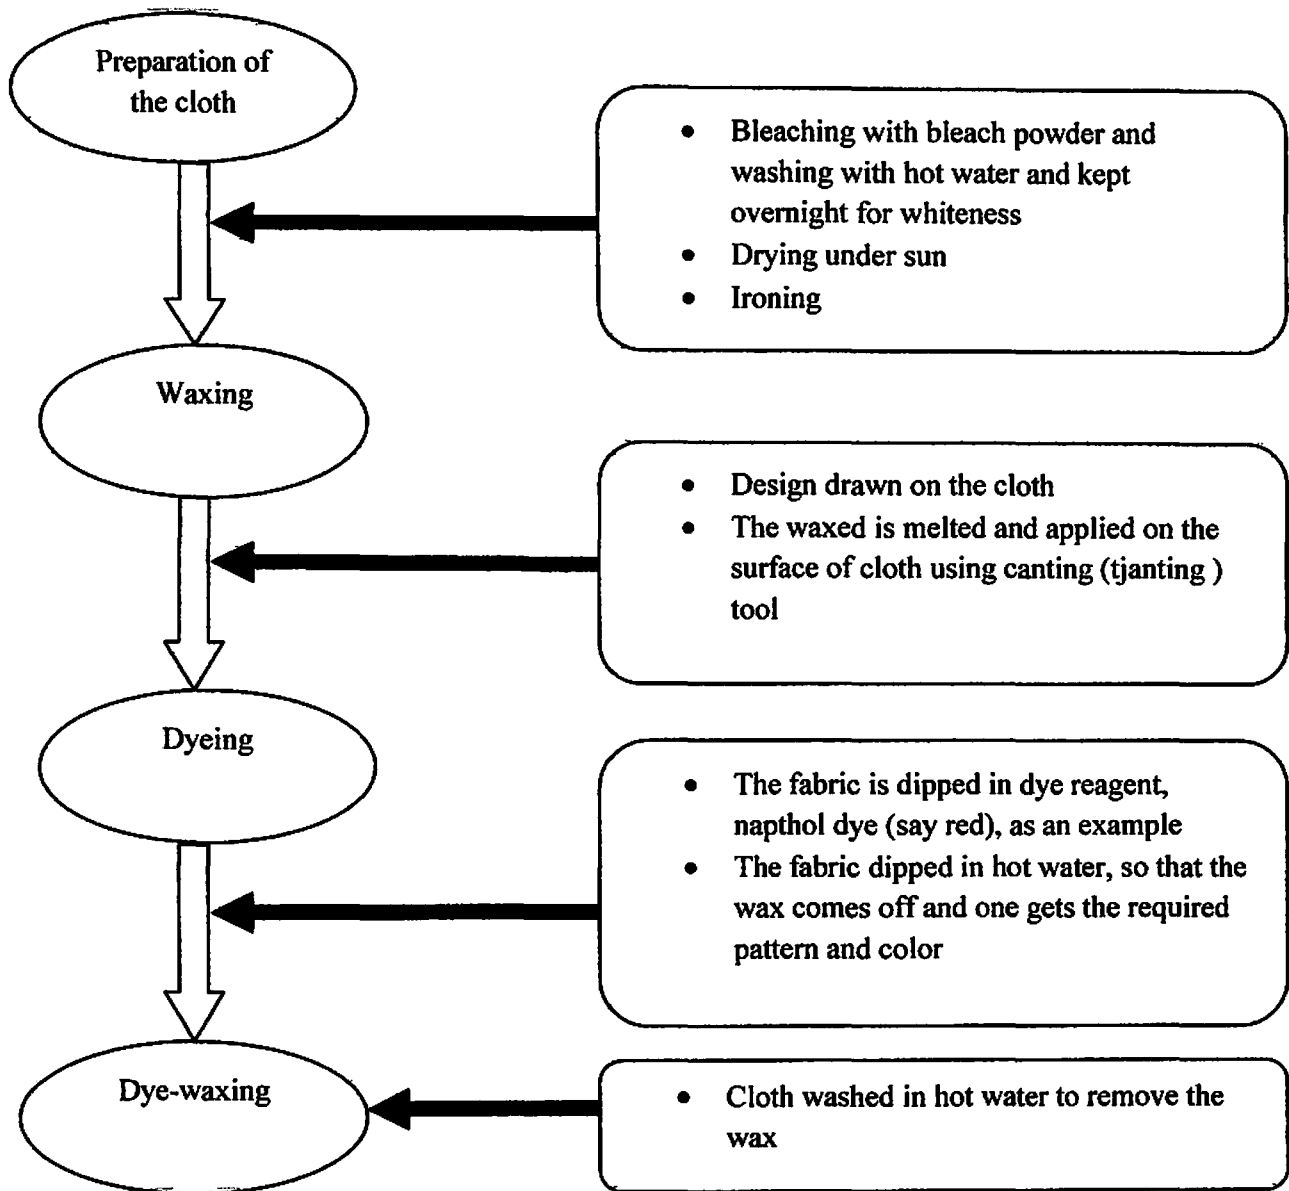 Preparation of
the cloth
• Bleaching with bleach powder and
washing with hot water and kept
overnight for whiteness
• Drying under sun
• Ironing
Waxing
• Design drawn on the cloth
• The waxed is melted and applied on the
surface of cloth using canting (tjanting )
tool
Dyeing
• The fabric is dipped in dye reagent,
napthol dye (say red), as an example
• The fabric dipped in hot water, so that the
wax comes off and one gets the required
pattern and color
Dye-waxing
• Cloth washed in hot water to remove the
wax